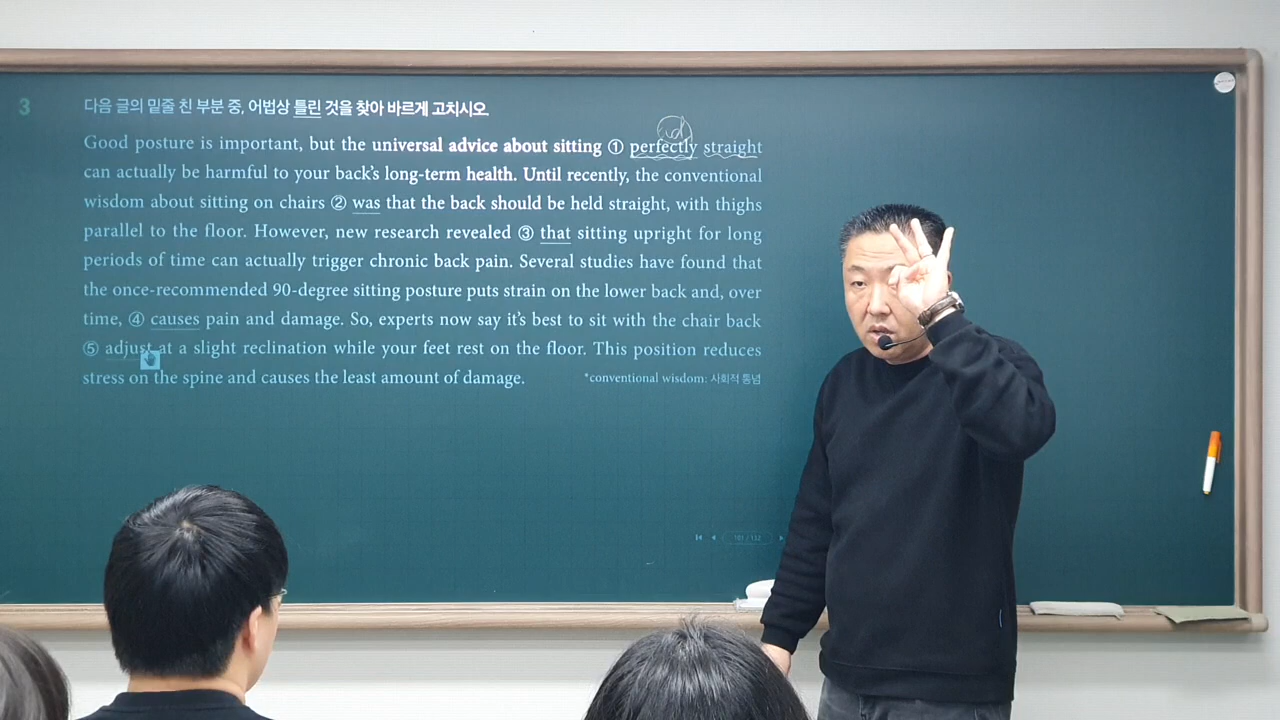 3 다음 글의 밑줄 친 부분 중, 어법상 틀린 것을 찾아 바르게 고치시오.
Good posture is important, but the universal advice about sitting ① perfectly straight
can actually be harmful to your back's long-term health. Until recently, the conventional
wisdom about sitting on chairs ② was that the back should be held straight, with thighs
parallel to the floor. However, new research revealed ③ that sitting upright for long
periods of time can actually trigger chronic back pain. Several studies have found that
the once-recommended 90-degree sitting posture puts strain on the lower back and, over
time, ④ causes pain and damage. So, experts now say it's best to sit with the chair back
⑤ adjust at a slight reclination while your feet rest on the floor. This position reduces
stress on the spine and causes the least amount of damage. *conventional wisdom: 사회적 통념